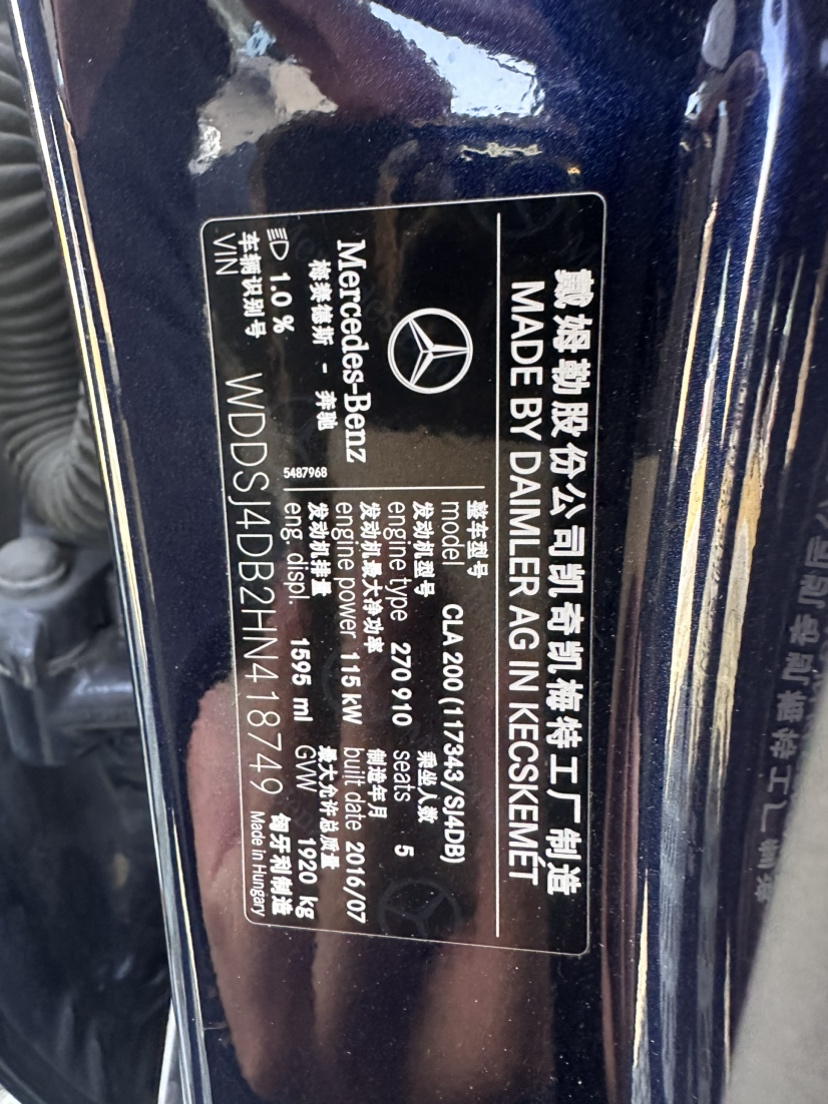 戴姆勒股份公司凯奇凯梅特工厂制造
MADE BY DAIMLER AG IN KECSKEMÉT
Mercedes-Benz
梅赛德斯 - 奔驰
1.0 %
5487968
整车型号
model CLA 200 (117343/SJ4DB)
发动机型号 乘坐人数
engine type 270 910 seats 5
发动机最大净功率 制造年月
engine power 115 kW built date 2016/07
发动机排量 最大允许总质量
eng. displ. 1595 ml GVW 1920 kg
车辆识别号 匈牙利制造
VIN WDDSJ4DB2HN418749 Made in Hungary